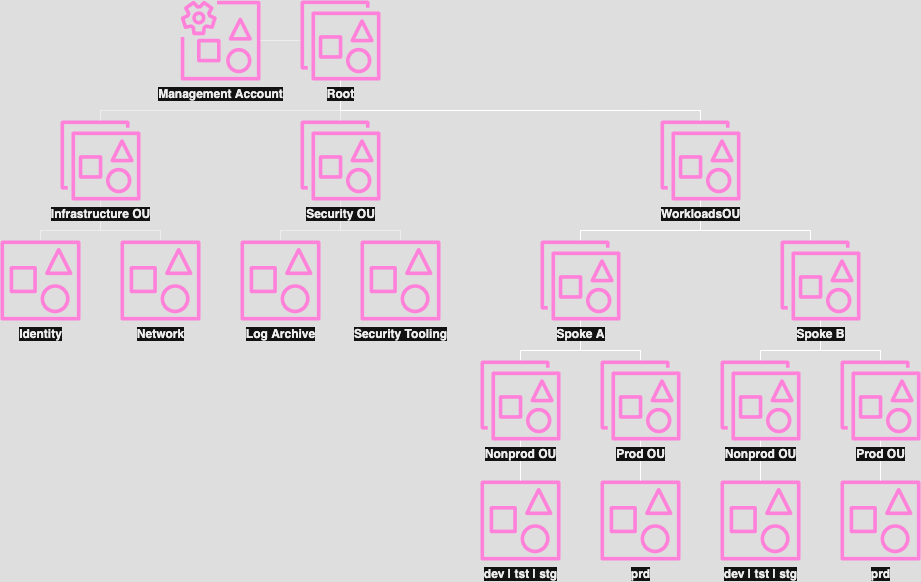 Management Account
Root
Infrastructure OU
Security OU
WorkloadsOU
Identity
Network
Log Archive
Security Tooling
Spoke A
Spoke B
Nonprod OU
Prod OU
Nonprod OU
Prod OU
dev | tst | stg
prd
dev | tst | stg
prd